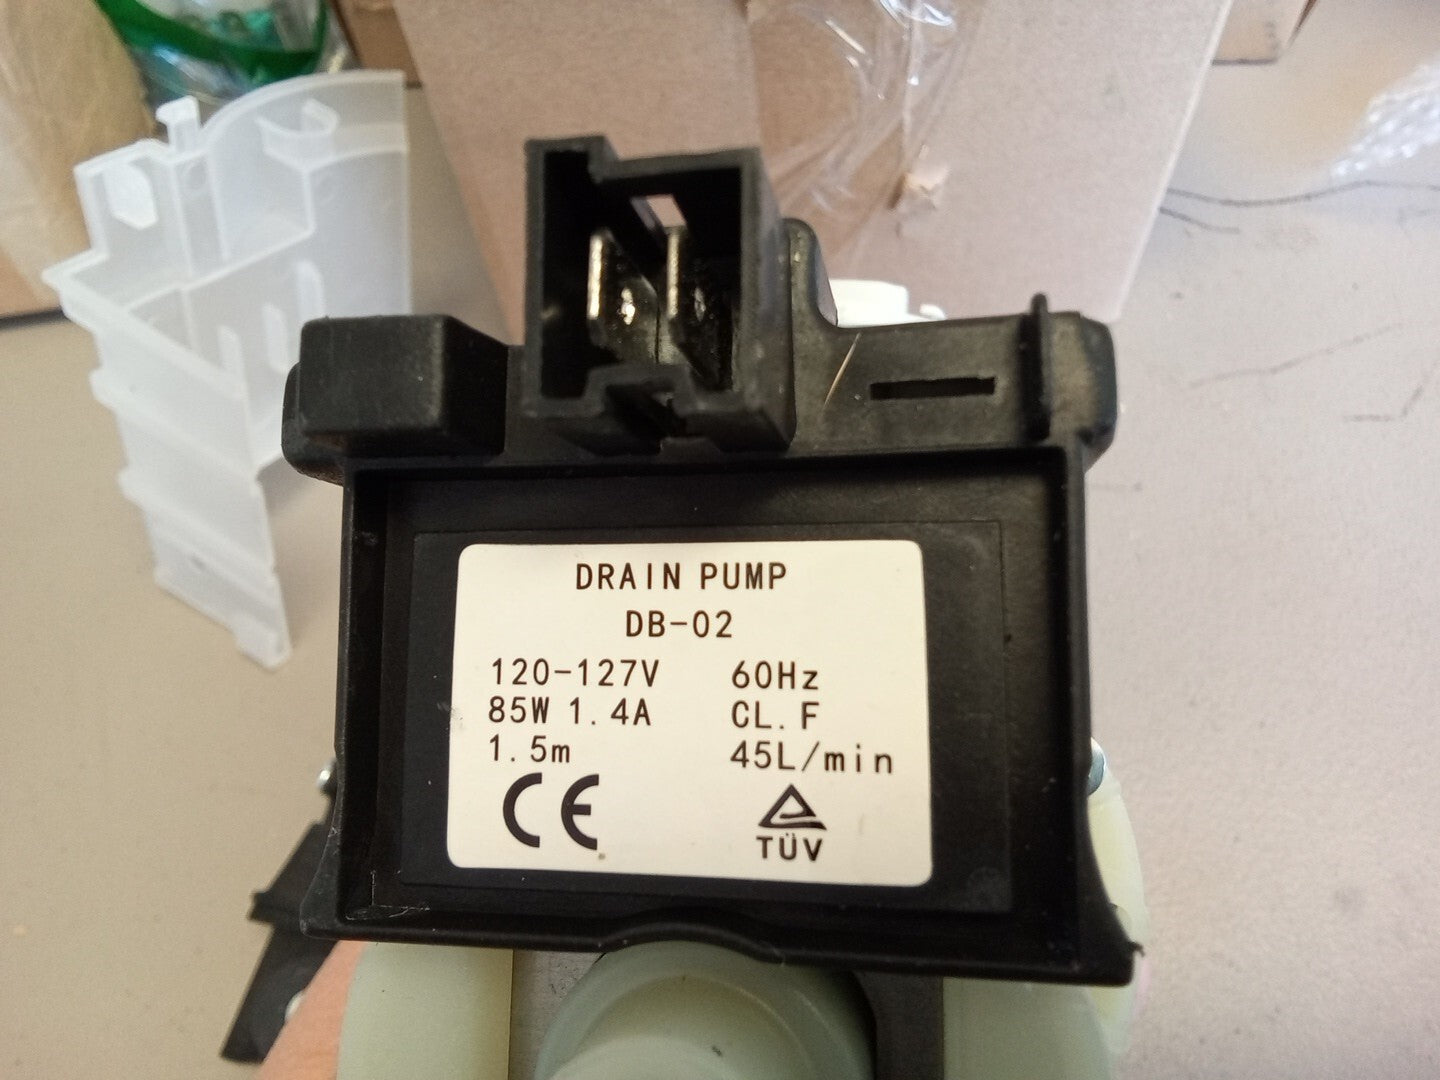 DRAIN PUMP
DB-02
120-127V 60Hz
85W 1.4A CL.F
1.5m 45L/min
CE TÜV